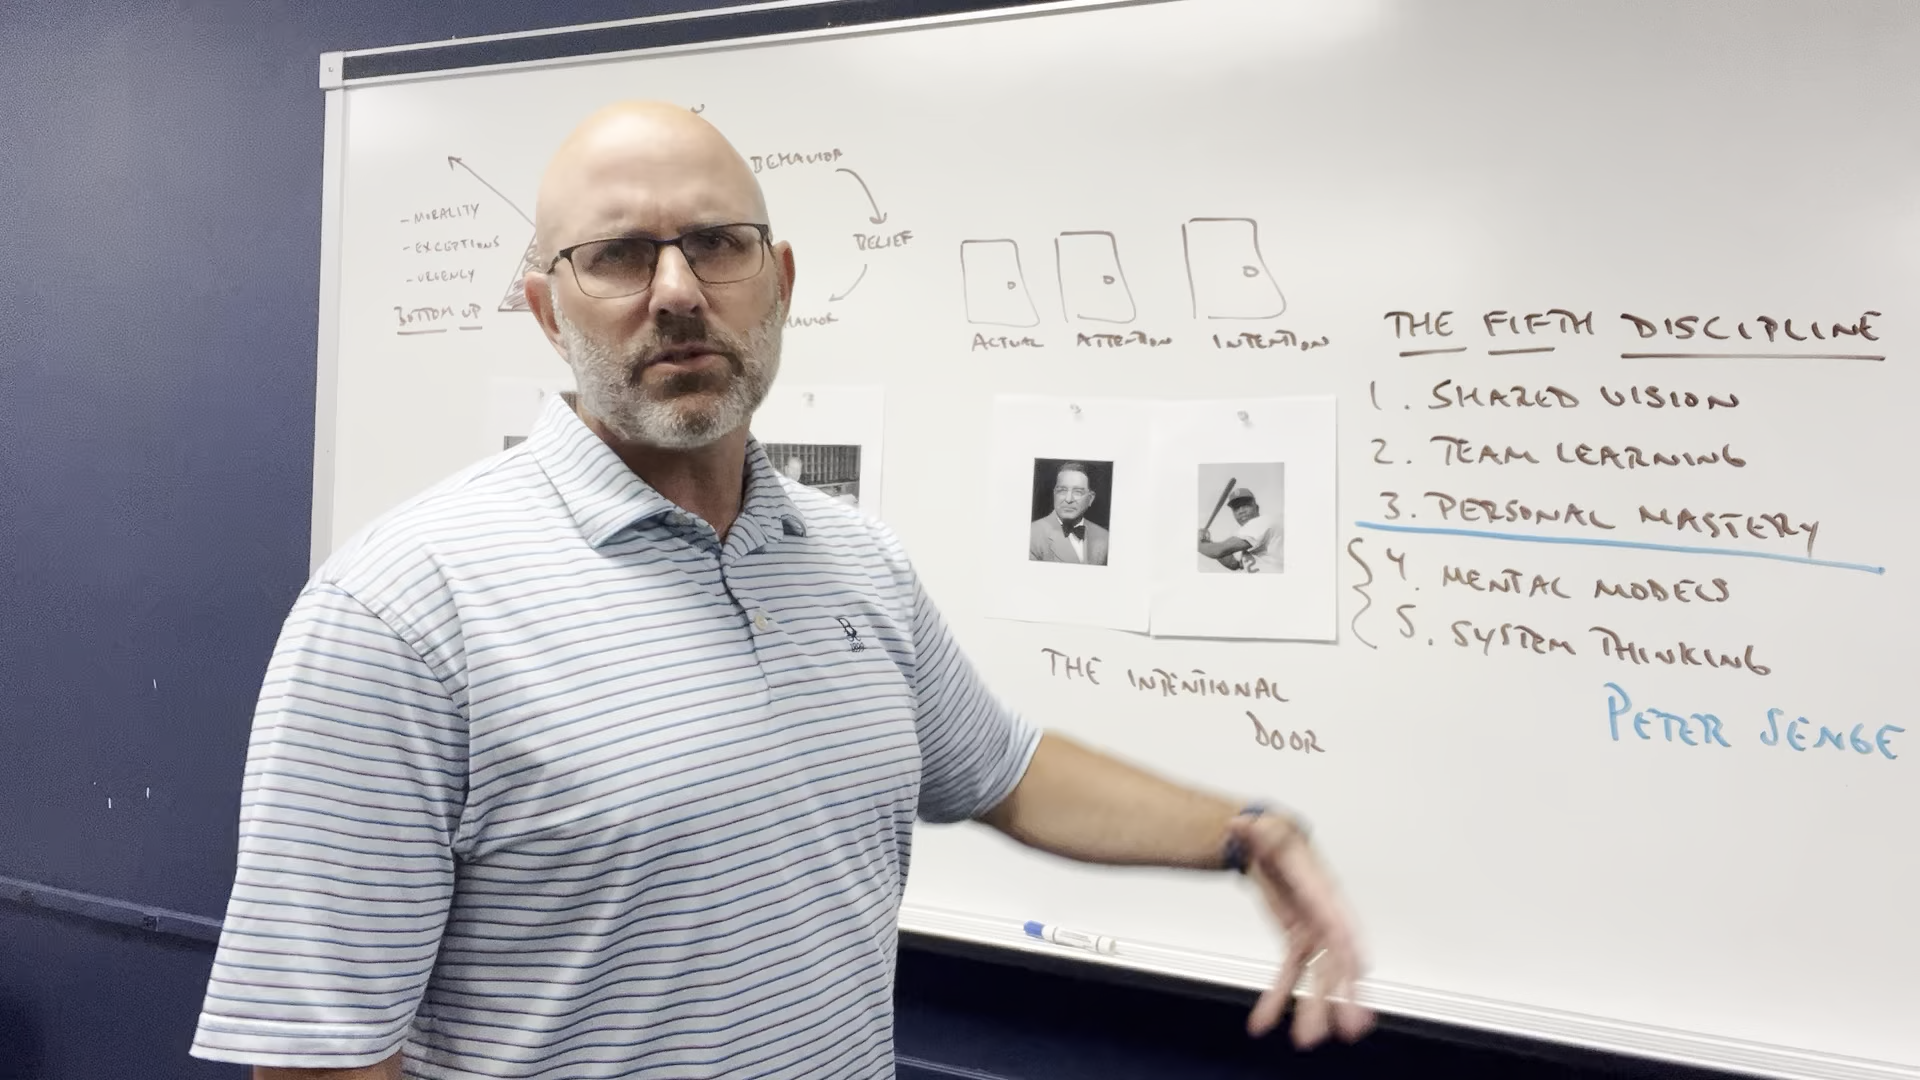 BEHAVIOR
BELIEF
- MORALITY
- EXCEPTIONS
- URGENCY
BOTTOM UP
ACTUAL ATTENTION INTENTION
THE FIFTH DISCIPLINE
1. SHARED VISION
2. TEAM LEARNING
3. PERSONAL MASTERY
4. MENTAL MODELS
5. SYSTEM THINKING
PETER SENGE
THE INTENTIONAL
DOOR